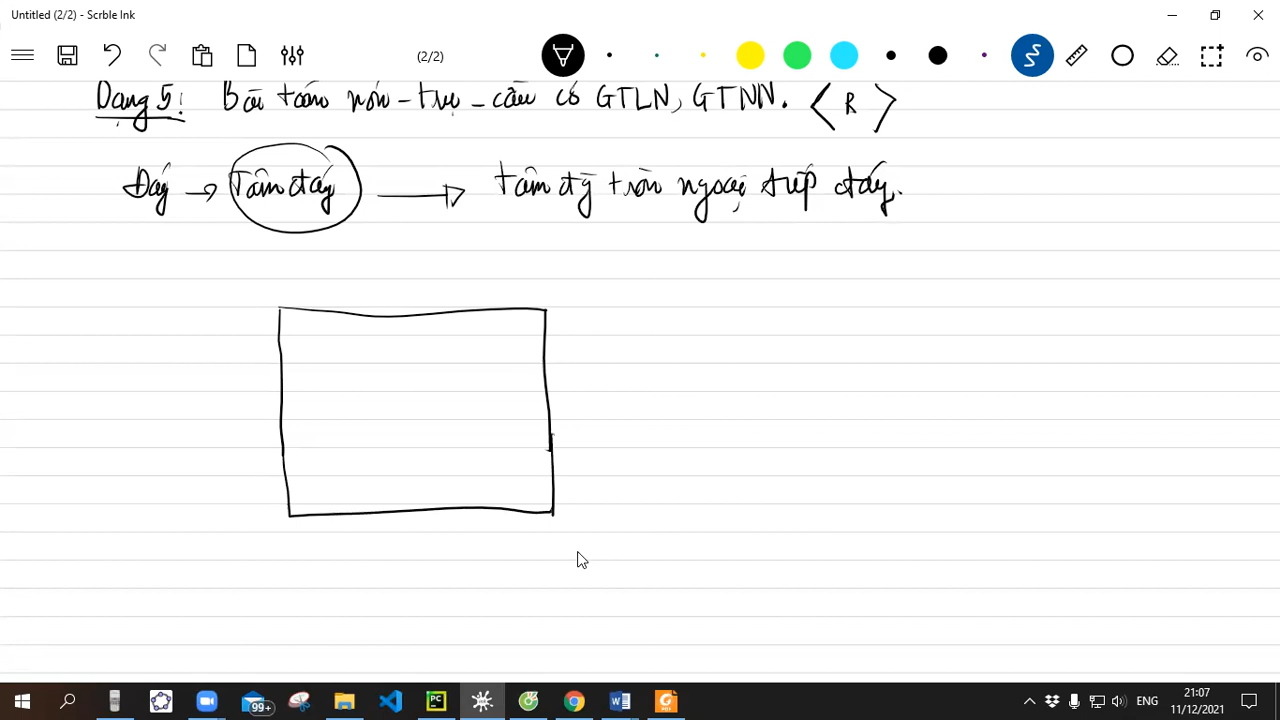 Untitled (2/2) - Scrble Ink
(2/2)
Dạng 5: Bài toán nón - trụ - cầu có GTLN, GTNN. < R >
Đáy → Tâm đáy → tâm đg tròn ngoại tiếp đáy.
99+
ENG
21:07
11/12/2021